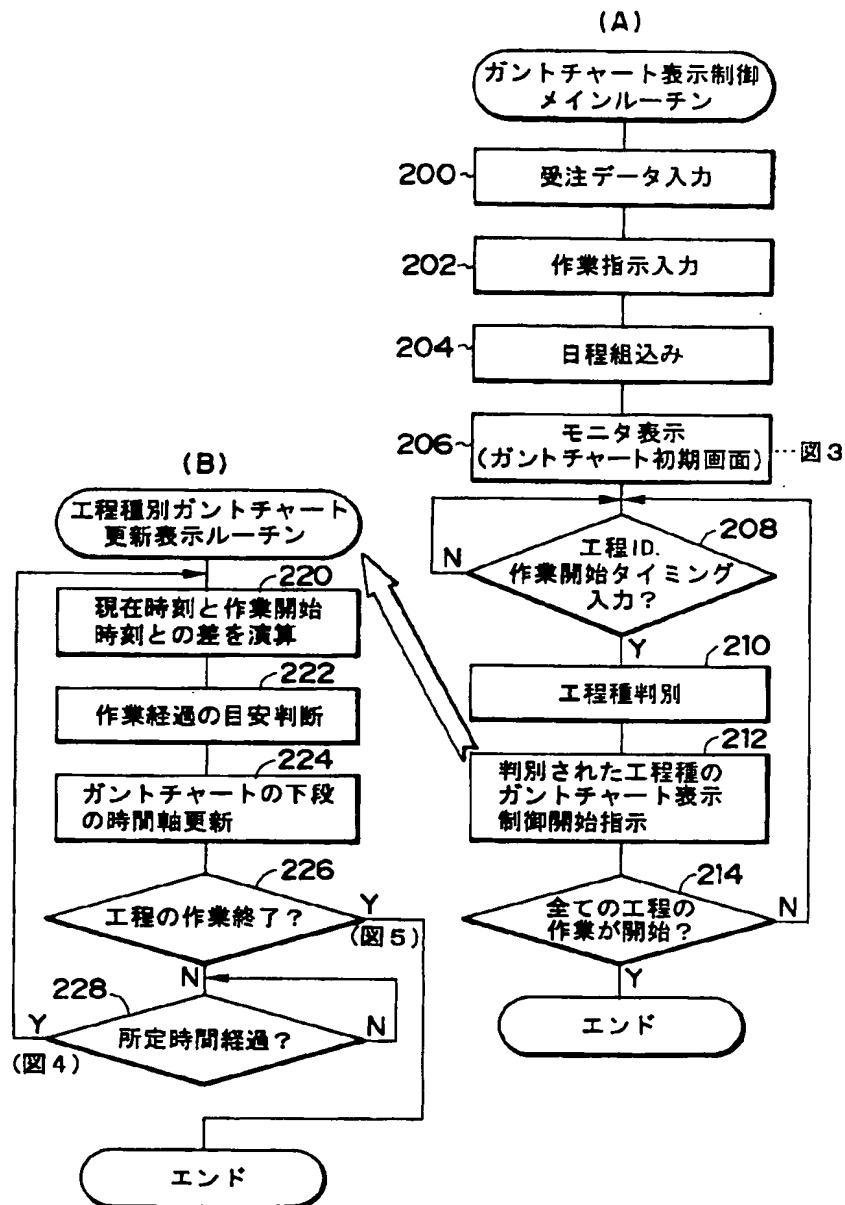 (A)
ガントチャート表示制御
メインルーチン
200
受注データ入力
202
作業指示入力
204
日程組込み
206
モニタ表示
(ガントチャート初期画面)
…図3
208
工程ID.
作業開始タイミング
入力?
N
Y
210
工程種判別
212
判別された工程種の
ガントチャート表示
制御開始指示
214
全ての工程の
作業が開始?
N
Y
エンド
(B)
工程種別ガントチャート
更新表示ルーチン
220
現在時刻と作業開始
時刻との差を演算
222
作業経過の目安判断
224
ガントチャートの下段
の時間軸更新
226
工程の作業終了?
Y
(図5)
N
228
所定時間経過?
Y
(図4)
N
エンド